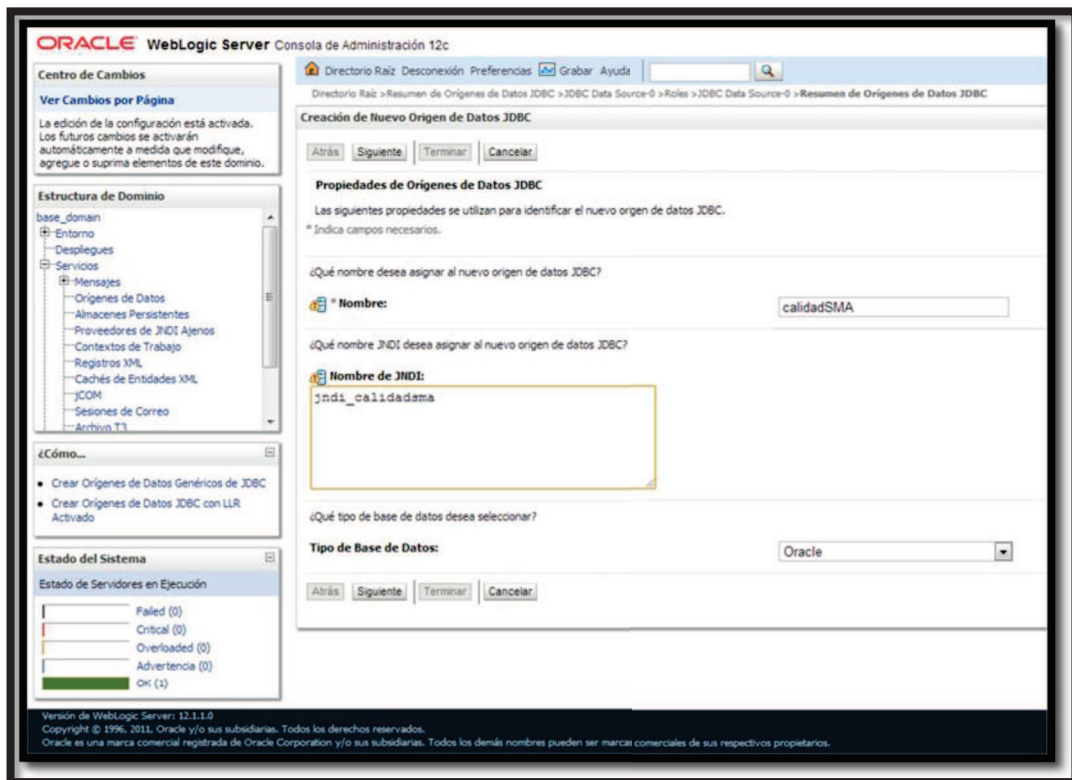 ORACLE WebLogic Server Consola de Administración 12c
Centro de Cambios
Ver Cambios por Página
La edición de la configuración está activada.
Los futuros cambios se activarán
automáticamente a medida que modifique,
agregue o suprima elementos de este dominio.
Estructura de Dominio
base_domain
Entorno
Despliegues
Servicios
Mensajes
Orígenes de Datos
Almacenes Persistentes
Proveedores de JNDI Ajenos
Contextos de Trabajo
Registros XML
Cachés de Entidades XML
jCOM
Sesiones de Correo
Archivo T3
¿Cómo...
Crear Orígenes de Datos Genéricos de JDBC
Crear Orígenes de Datos JDBC con LLR
Activado
Estado del Sistema
Estado de Servidores en Ejecución
Failed (0)
Critical (0)
Overloaded (0)
Advertencia (0)
OK (1)
Directorio Raíz Desconexión Preferencias Grabar Ayuda
Directorio Raíz >Resumen de Orígenes de Datos JDBC >JDBC Data Source-0 >Roles >JDBC Data Source-0 >Resumen de Orígenes de Datos JDBC
Creación de Nuevo Origen de Datos JDBC
Atrás Siguiente Terminar Cancelar
Propiedades de Orígenes de Datos JDBC
Las siguientes propiedades se utilizan para identificar el nuevo origen de datos JDBC.
* Indica campos necesarios.
¿Qué nombre desea asignar al nuevo origen de datos JDBC?
* Nombre: calidadSMA
¿Qué nombre JNDI desea asignar al nuevo origen de datos JDBC?
Nombre de JNDI:
jndi_calidadsma
¿Qué tipo de base de datos desea seleccionar?
Tipo de Base de Datos: Oracle
Atrás Siguiente Terminar Cancelar
Versión de WebLogic Server: 12.1.1.0
Copyright © 1996, 2011, Oracle y/o sus subsidiarias. Todos los derechos reservados.
Oracle es una marca comercial registrada de Oracle Corporation y/o sus subsidiarias. Todos los demás nombres pueden ser marcas comerciales de sus respectivos propietarios.